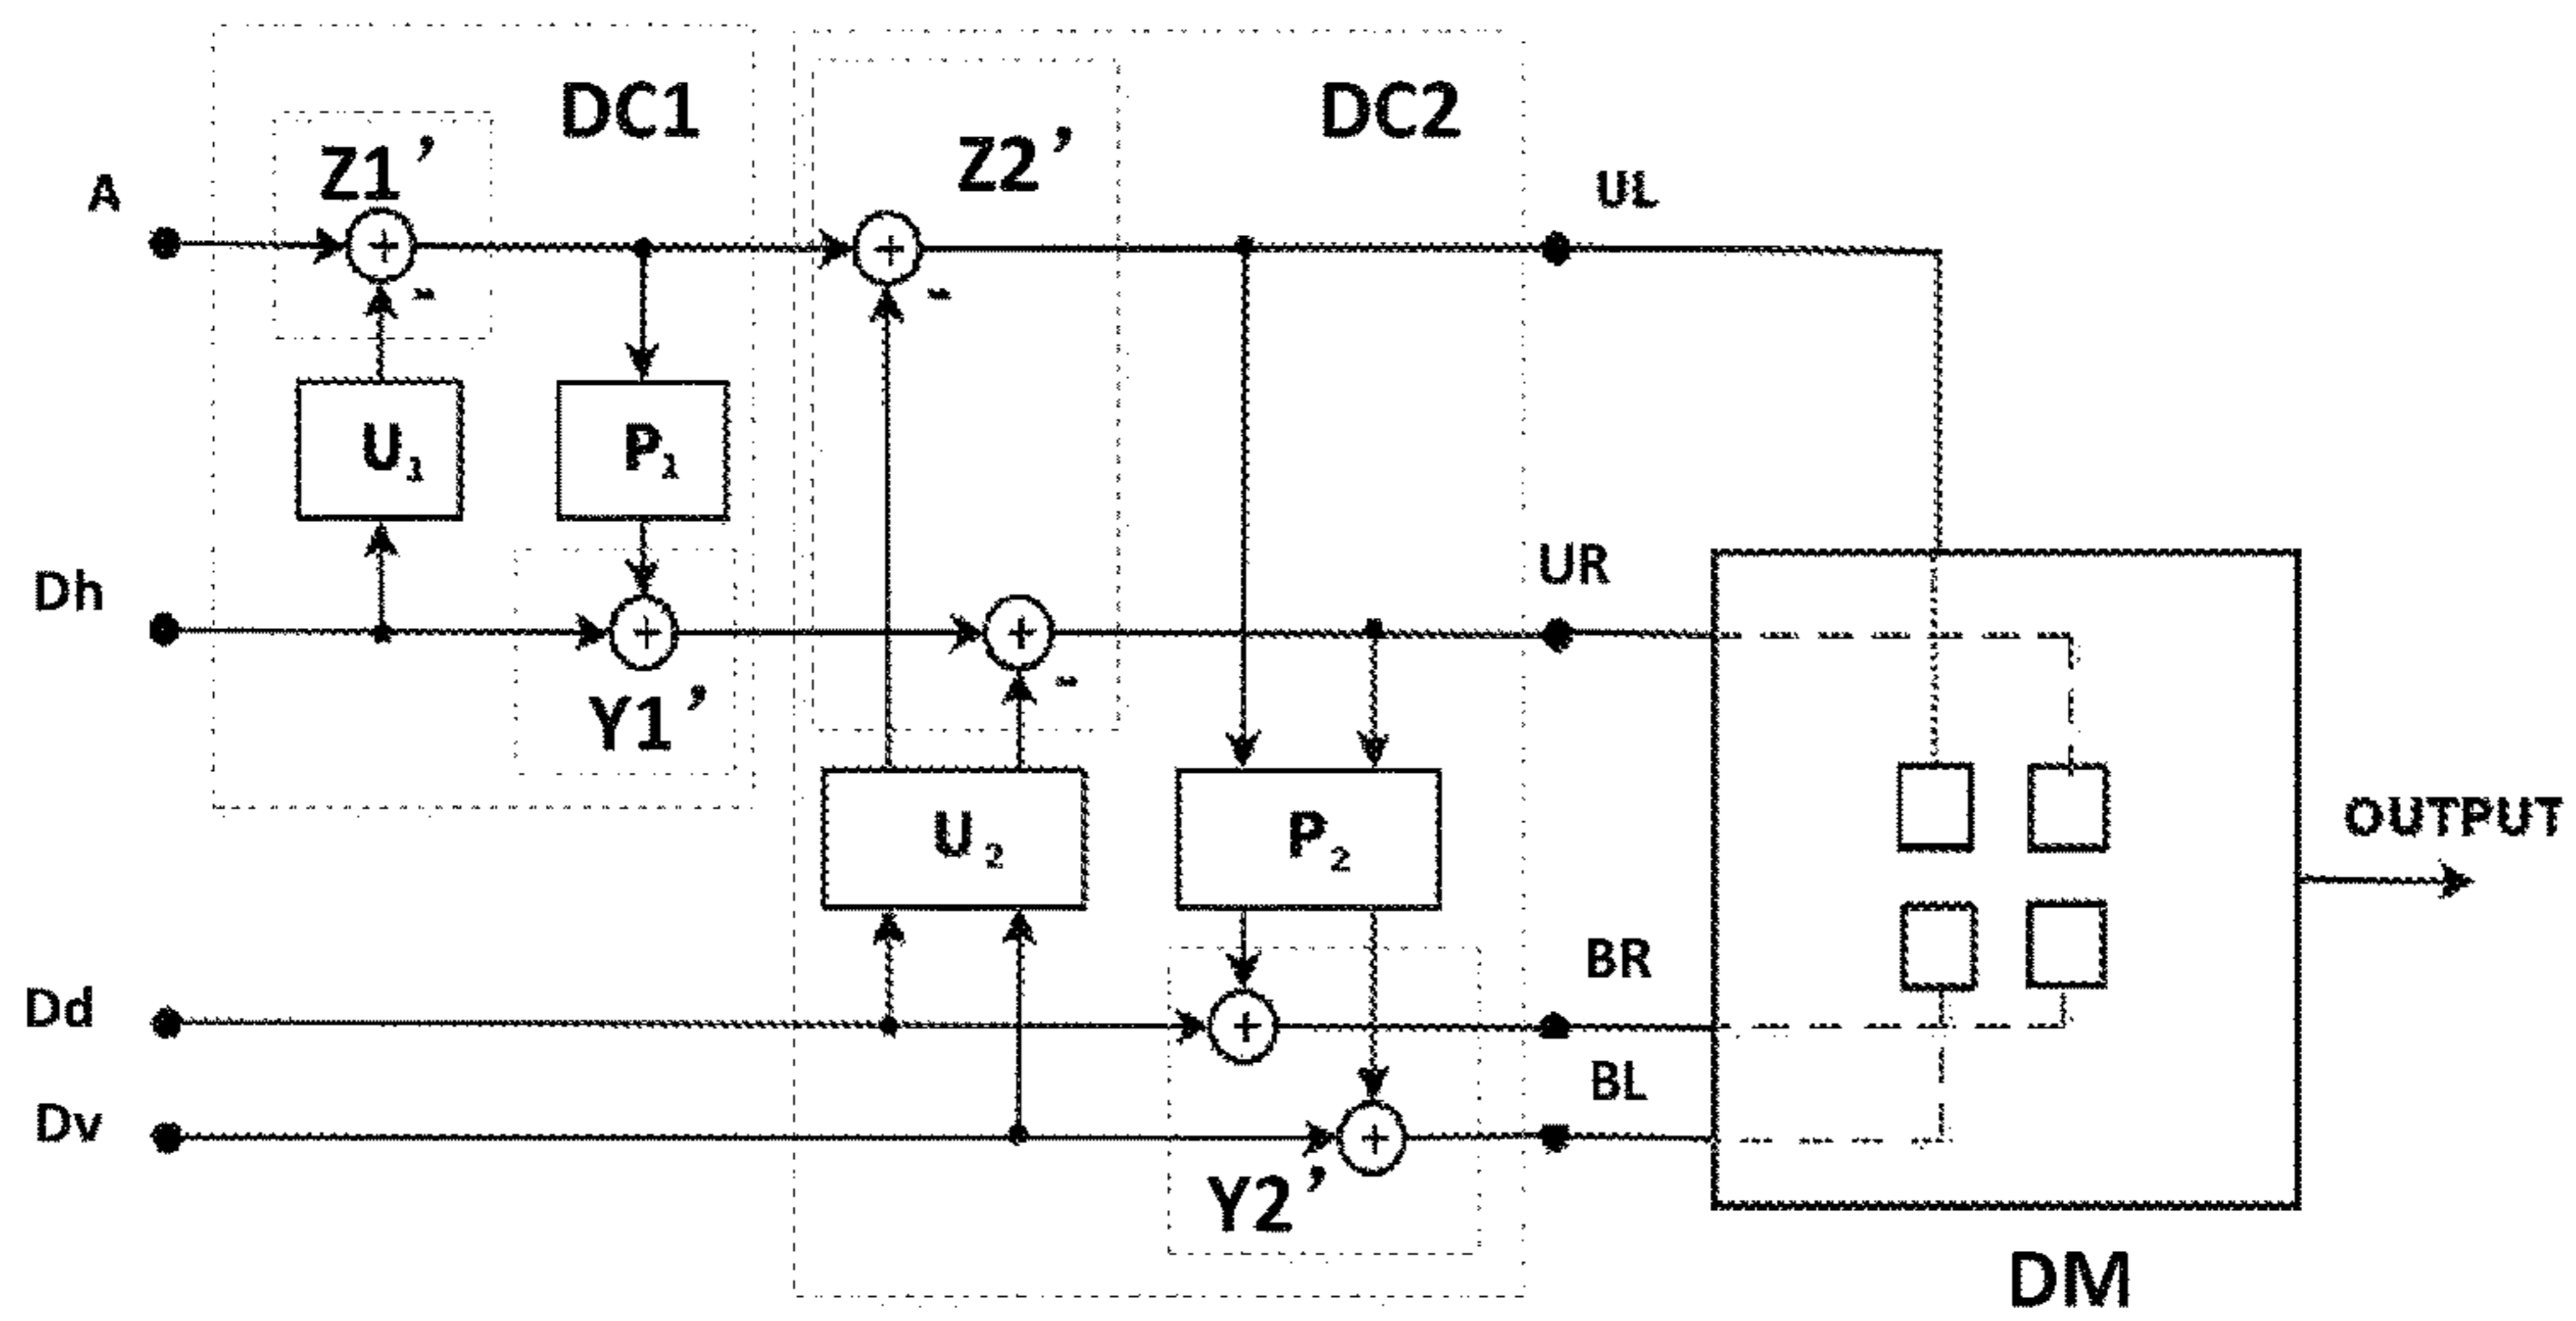 DC1
DC2
Z1’
Z2’
A
UL
U1
P1
Dh
UR
Y1’
U2
P2
OUTPUT
Dd
BR
Dv
BL
Y2’
DM